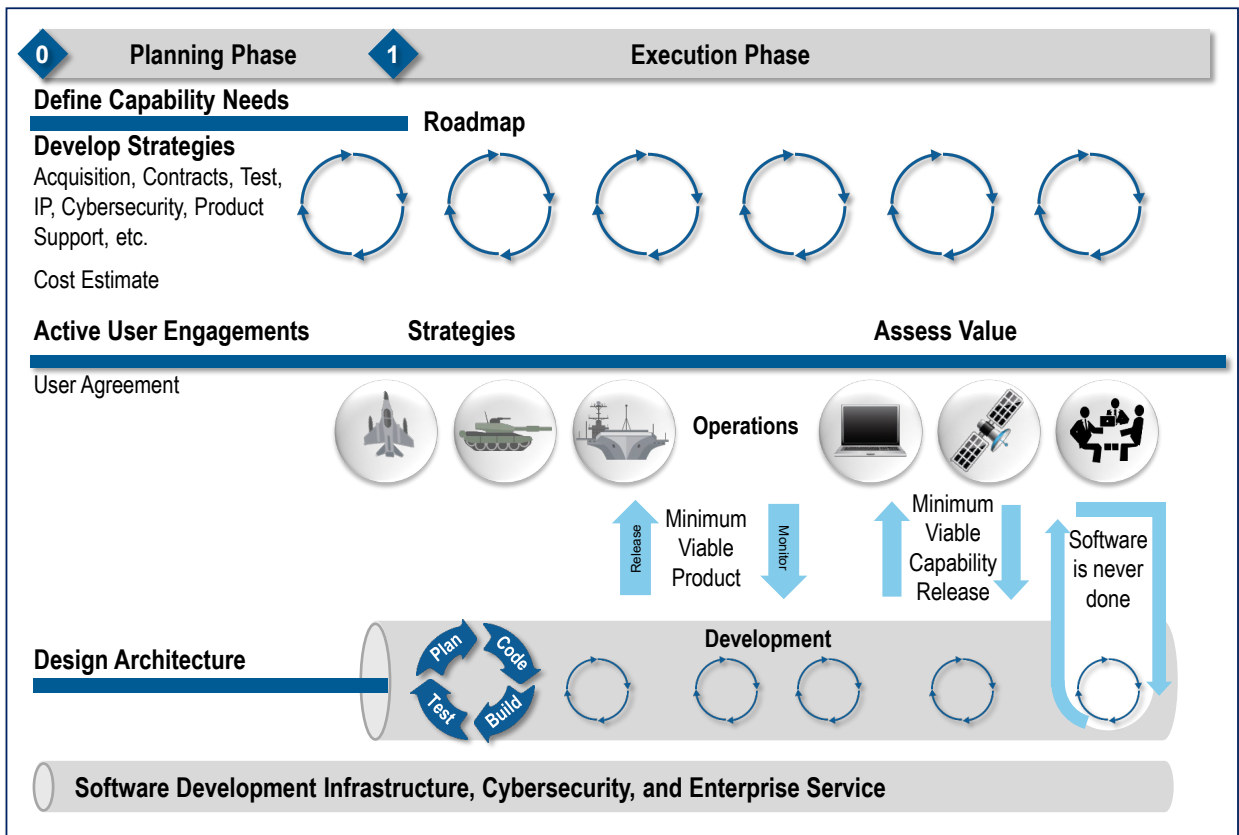 0
Planning Phase
1
Execution Phase
Define Capability Needs
Roadmap
Develop Strategies
Acquisition, Contracts, Test,
IP, Cybersecurity, Product
Support, etc.
Cost Estimate
Active User Engagements
Strategies
Assess Value
User Agreement
Operations
Release
Minimum
Viable
Product
Monitor
Minimum
Viable
Capability
Release
Software
is never
done
Design Architecture
Development
Plan
Code
Build
Test
Software Development Infrastructure, Cybersecurity, and Enterprise Service